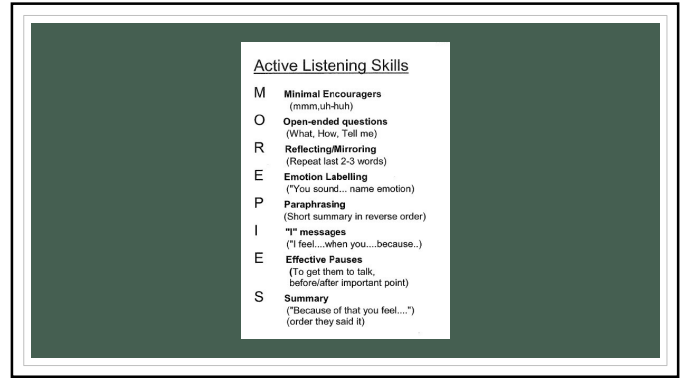 Active Listening Skills
M Minimal Encouragers
(mmm,uh-huh)
O Open-ended questions
(What, How, Tell me)
R Reflecting/Mirroring
(Repeat last 2-3 words)
E Emotion Labelling
("You sound... name emotion)
P Paraphrasing
(Short summary in reverse order)
I "I" messages
("I feel....when you....because..)
E Effective Pauses
(To get them to talk,
before/after important point)
S Summary
("Because of that you feel....")
(order they said it)